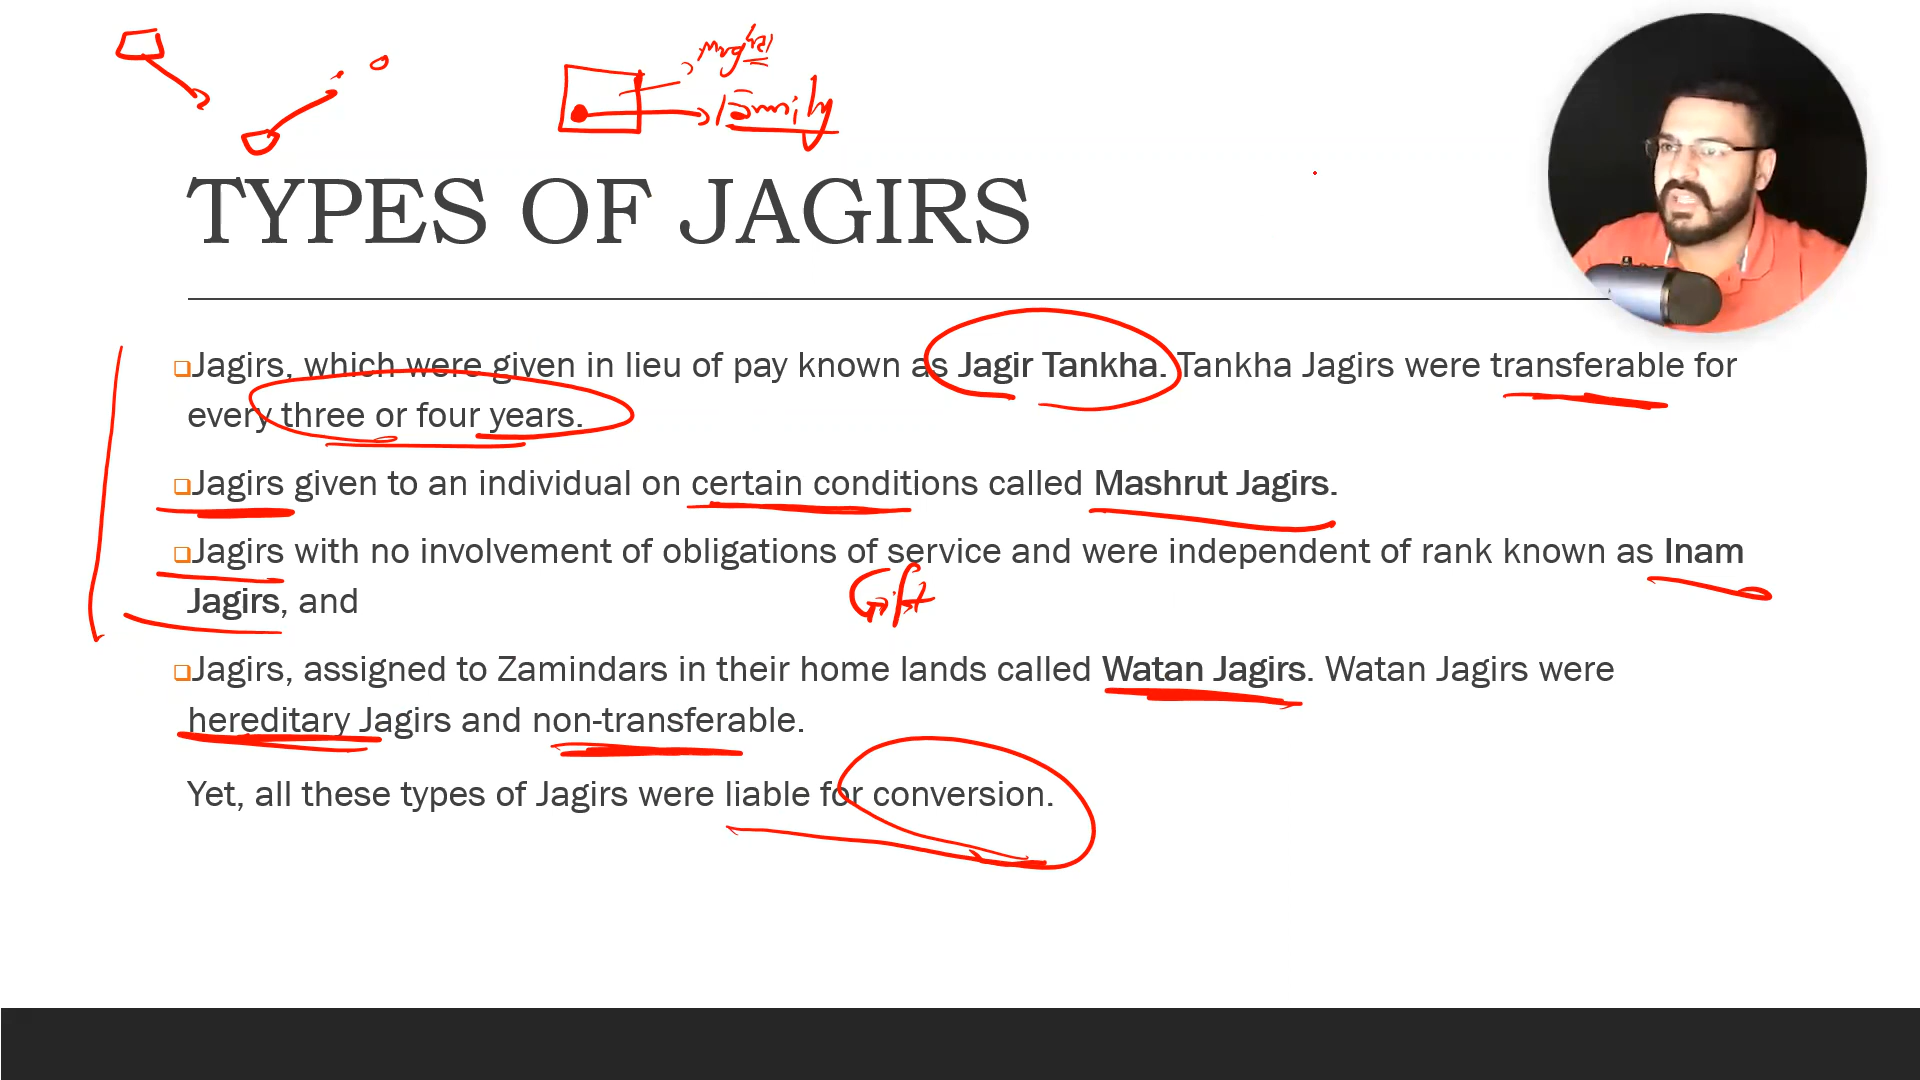 Mughal
family
TYPES OF JAGIRS
Jagirs, which were given in lieu of pay known as Jagir Tankha. Tankha Jagirs were transferable for
every three or four years.
Jagirs given to an individual on certain conditions called Mashrut Jagirs.
Jagirs with no involvement of obligations of service and were independent of rank known as Inam
Jagirs, and
Gift
Jagirs, assigned to Zamindars in their home lands called Watan Jagirs. Watan Jagirs were
hereditary Jagirs and non-transferable.
Yet, all these types of Jagirs were liable for conversion.